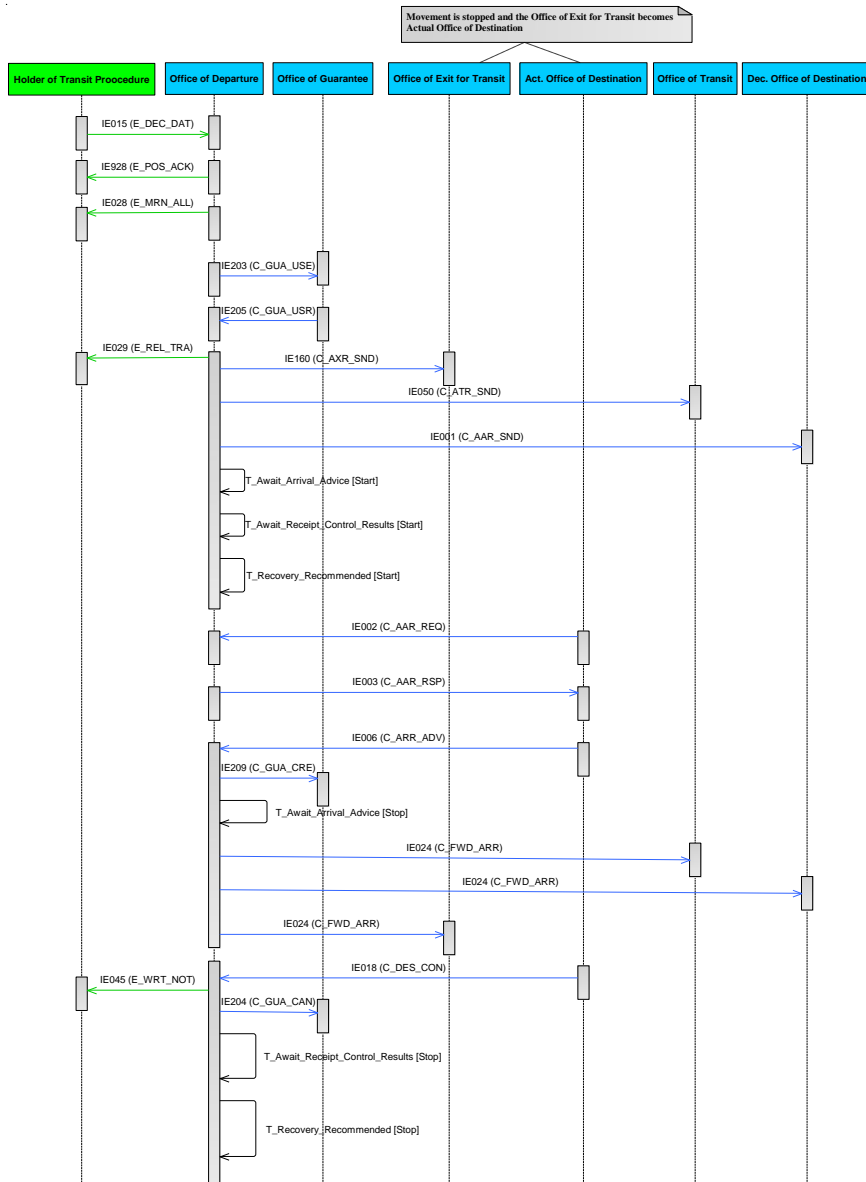 Movement is stopped and the Office of Exit for Transit becomes
Actual Office of Destination
Holder of Transit Proocedure
Office of Departure
Office of Guarantee
Office of Exit for Transit
Act. Office of Destination
Office of Transit
Dec. Office of Destination
IE015 (E_DEC_DAT)
IE928 (E_POS_ACK)
IE028 (E_MRN_ALL)
IE203 (C_GUA_USE)
IE205 (C_GUA_USR)
IE029 (E_REL_TRA)
IE160 (C_AXR_SND)
IE050 (C_ATR_SND)
IE001 (C_AAR_SND)
T_Await_Arrival_Advice [Start]
T_Await_Receipt_Control_Results [Start]
T_Recovery_Recommended [Start]
IE002 (C_AAR_REQ)
IE003 (C_AAR_RSP)
IE006 (C_ARR_ADV)
IE209 (C_GUA_CRE)
T_Await_Arrival_Advice [Stop]
IE024 (C_FWD_ARR)
IE024 (C_FWD_ARR)
IE024 (C_FWD_ARR)
IE018 (C_DES_CON)
IE045 (E_WRT_NOT)
IE204 (C_GUA_CAN)
T_Await_Receipt_Control_Results [Stop]
T_Recovery_Recommended [Stop]